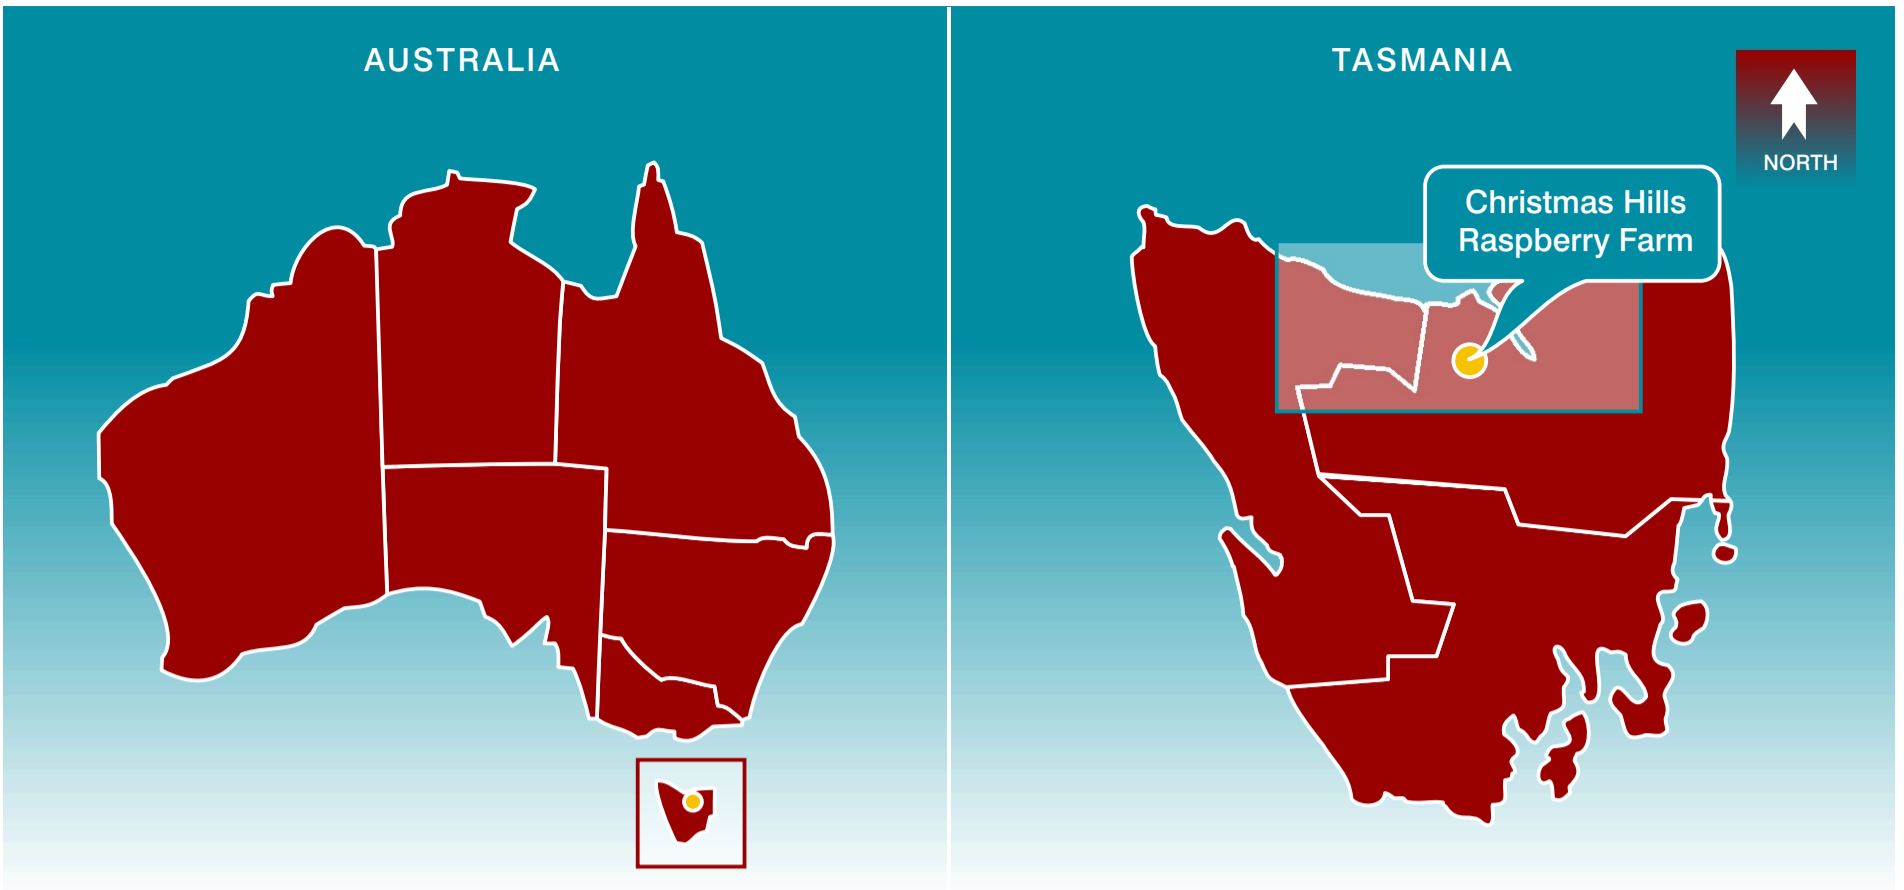 AUSTRALIA
TASMANIA
NORTH
Christmas Hills
Raspberry Farm